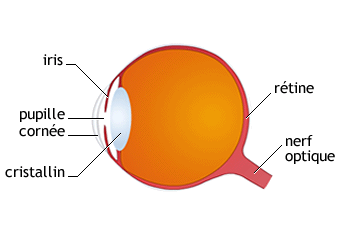 iris
pupille
cornée
cristallin
rétine
nerf
optique